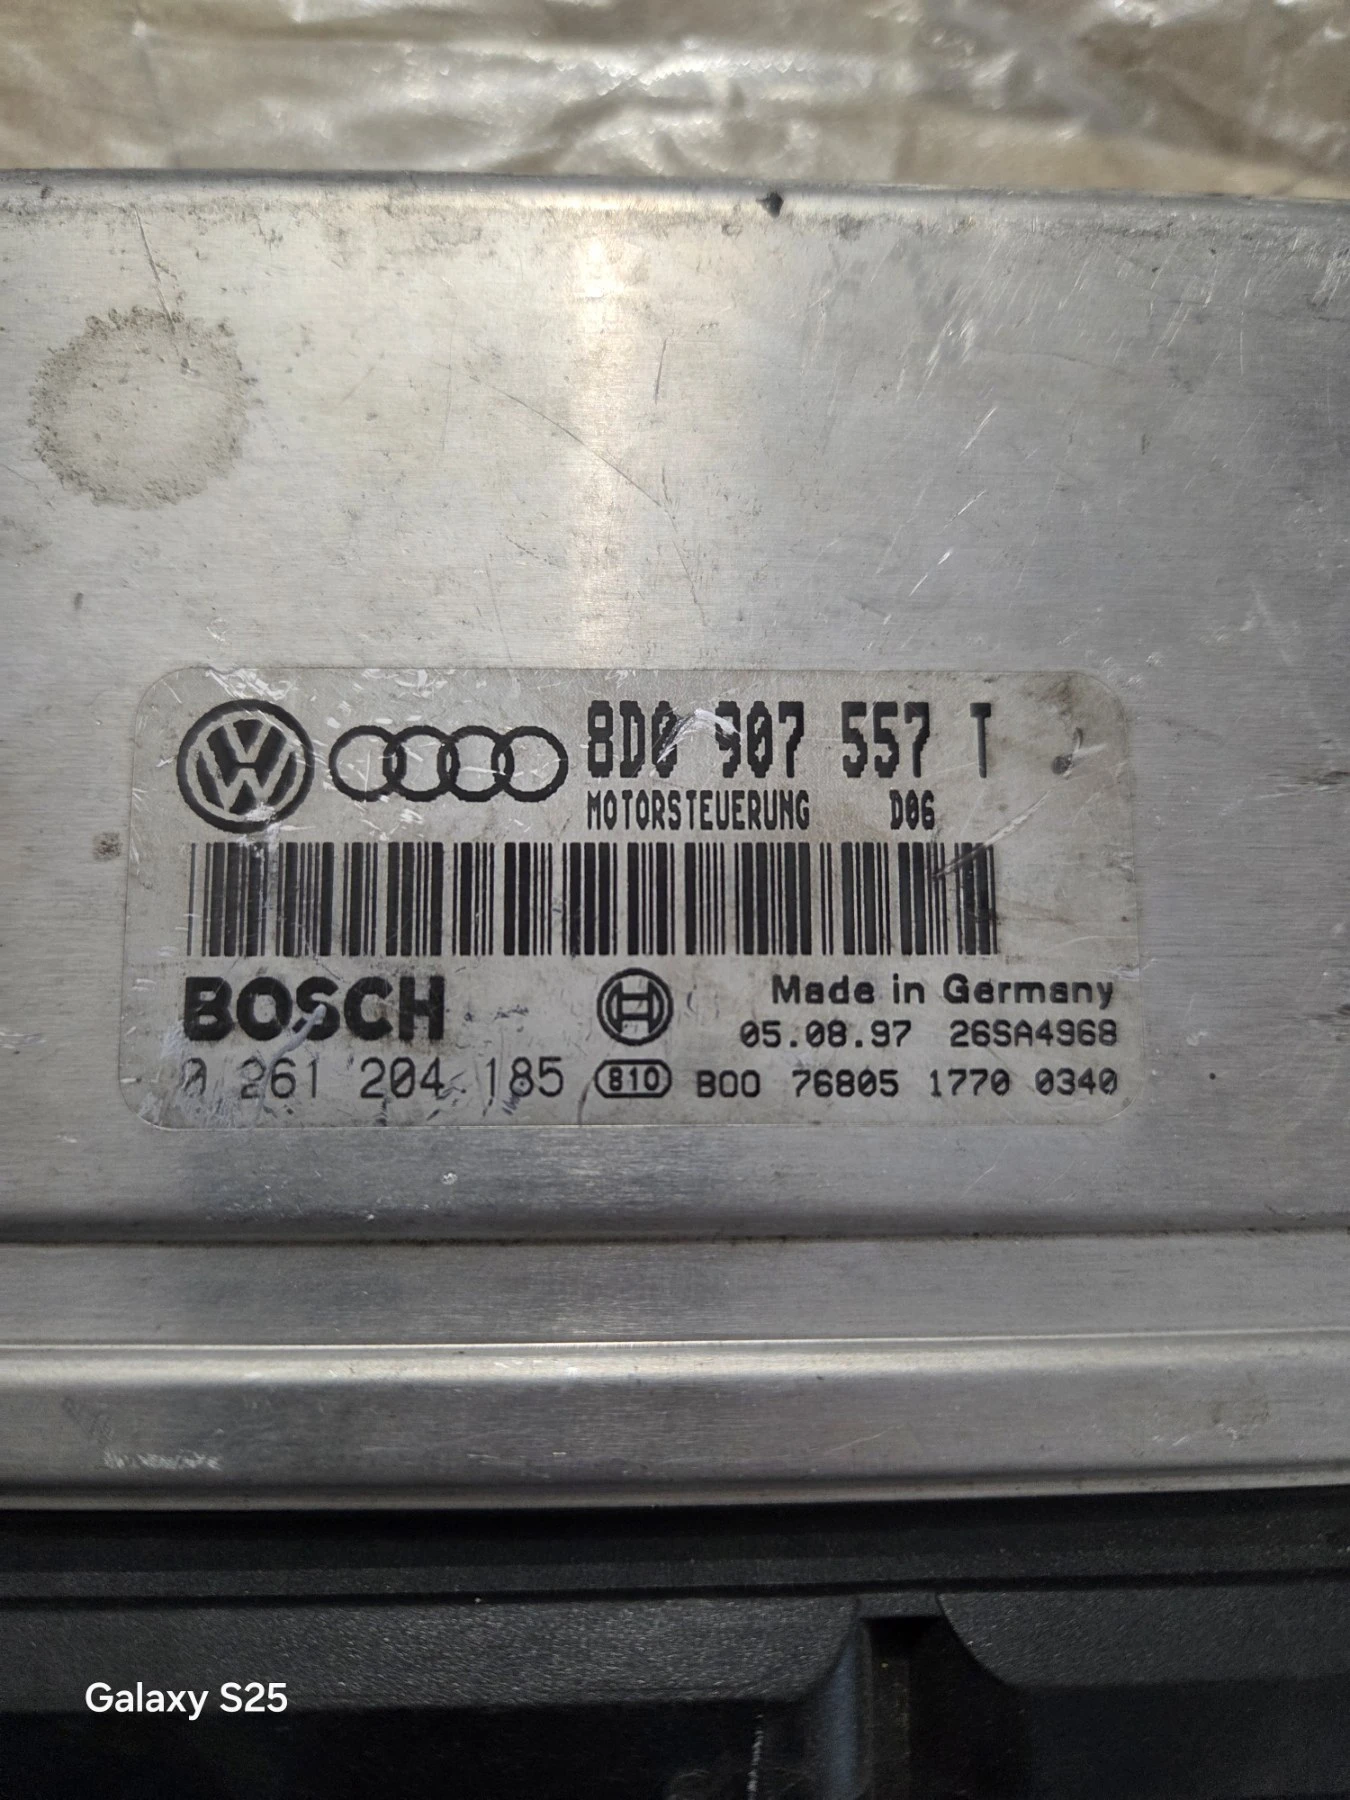 8D0 907 557 T
MOTORSTEUERUNG D06
BOSCH
Made in Germany
05.08.97 26SA4968
0 261 204 185 810 B00 76805 1770 0340
Galaxy S25